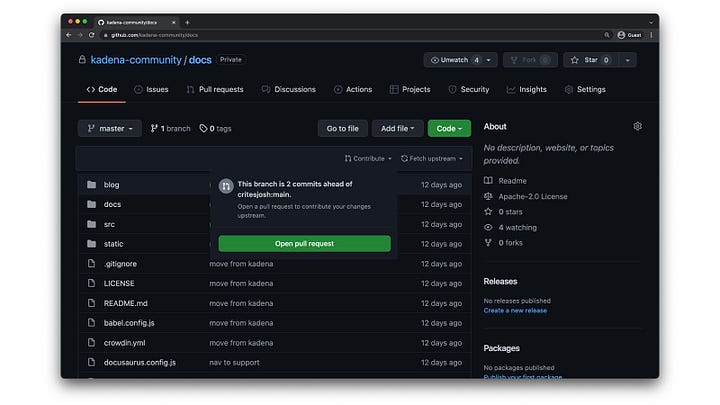 kadena-community/docs
github.com/kadena-community/docs
Guest
kadena-community / docs Private
Unwatch 4 Fork 0 Star 0
Code Issues Pull requests Discussions Actions Projects Security Insights Settings
master 1 branch 0 tags Go to file Add file Code
Contribute Fetch upstream
This branch is 2 commits ahead of
critesjosh:main.
Open a pull request to contribute your changes
upstream.
Open pull request
blog 12 days ago
docs 12 days ago
src 12 days ago
static 12 days ago
.gitignore move from kadena 12 days ago
LICENSE move from kadena 12 days ago
README.md move from kadena 12 days ago
babel.config.js move from kadena 12 days ago
crowdin.yml move from kadena 12 days ago
docusaurus.config.js nav to support 12 days ago
About
No description, website, or topics
provided.
Readme
Apache-2.0 License
0 stars
4 watching
0 forks
Releases
No releases published
Create a new release
Packages
No packages published
Publish your first package